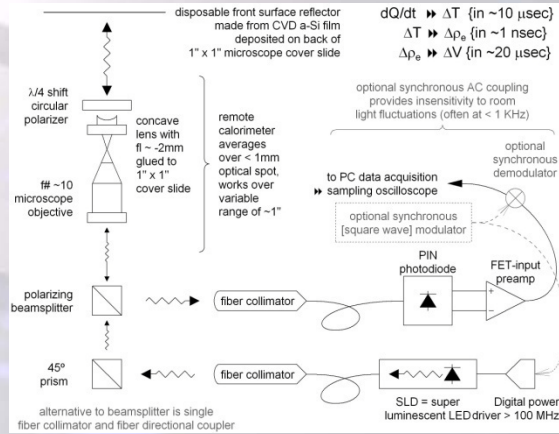 disposable front surface reflector
made from CVD a-Si film
deposited on back of
1" x 1" microscope cover slide
dQ/dt ▸▸ ΔT {in ~10 μsec}
ΔT ▸▸ Δρe {in ~1 nsec}
Δρe ▸▸ ΔV {in ~20 μsec}
λ/4 shift
circular
polarizer
concave
lens with
fl ~ -2mm
glued to
1" x 1"
cover slide
f# ~10
microscope
objective
remote
calorimeter
averages
over < 1mm
optical spot,
works over
variable
range of ~1"
optional synchronous AC coupling
provides insensitivity to room
light fluctuations (often at < 1 KHz)
optional
synchronous
demodulator
to PC data acquisition
▸▸ sampling oscilloscope
optional synchronous
[square wave] modulator
PIN
photodiode
FET-input
preamp
+
−
polarizing
beamsplitter
fiber collimator
45º
prism
fiber collimator
SLD = super
luminescent LED
Digital power
driver > 100 MHz
alternative to beamsplitter is single
fiber collimator and fiber directional coupler